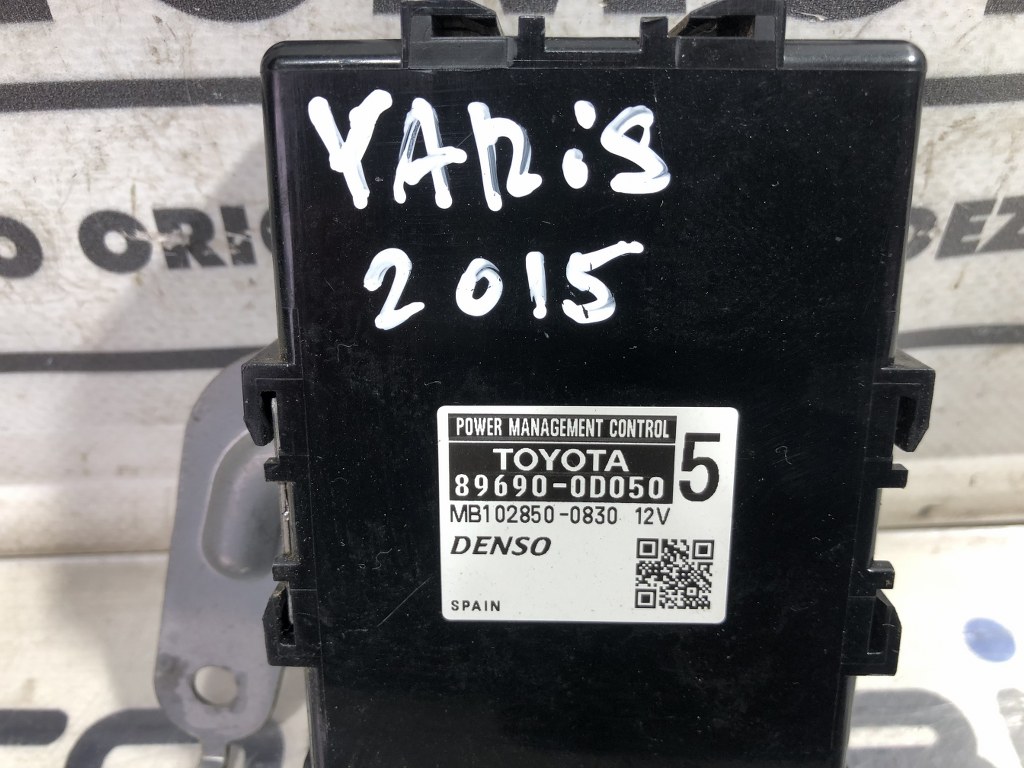 YARiS
2015
POWER MANAGEMENT CONTROL
TOYOTA
5
89690-0D050
MB102850-0830 12V
DENSO
SPAIN